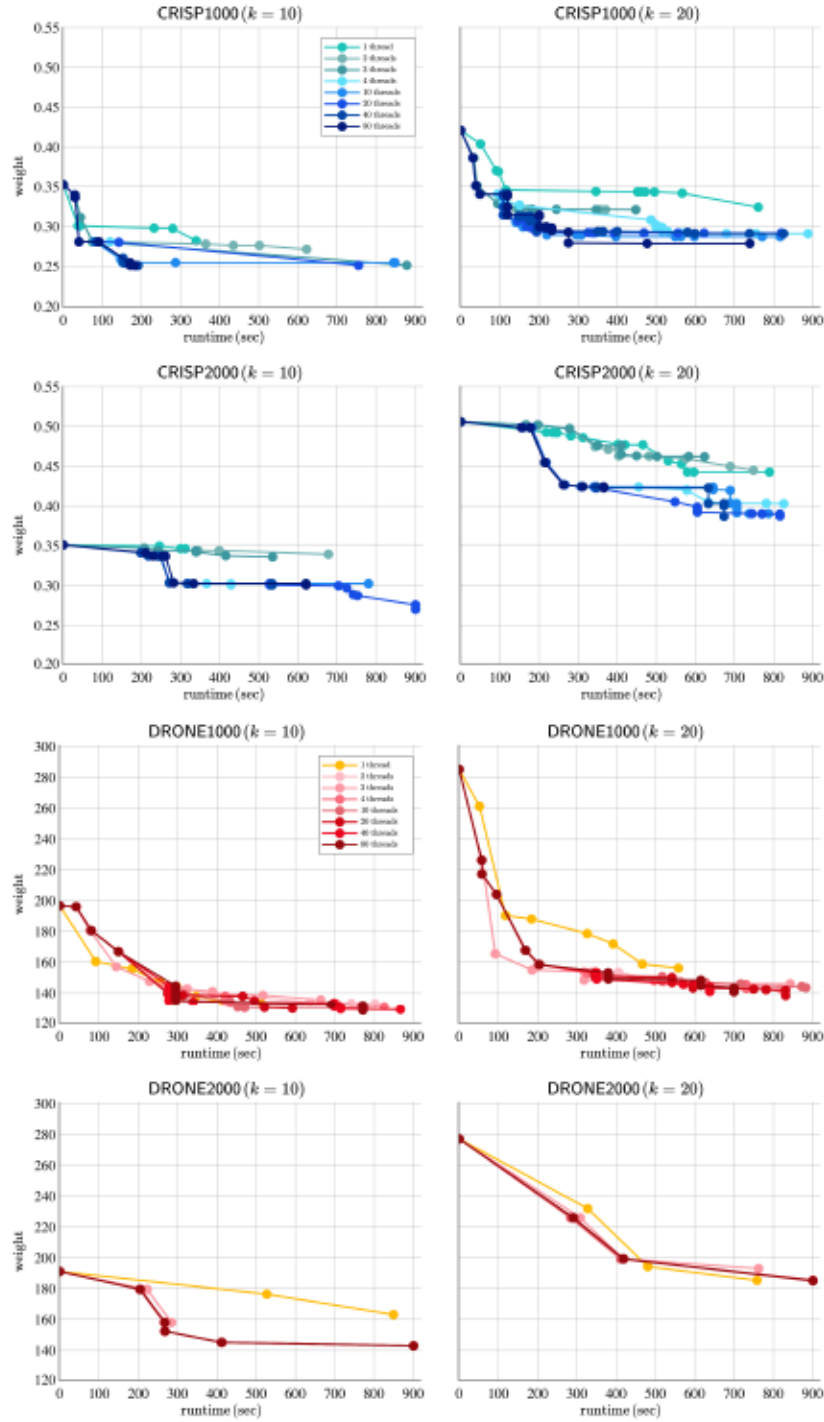 CRISP1000 (k = 10)
0.55
0.50
0.45
0.40
0.35
0.30
0.25
0.20
weight
1 thread
threads
threads
4 threads
10 threads
20 threads
40 threads
threads
0 100 200 300 400 500 600 700 800 900
runtime (sec)
CRISP1000 (k = 20)
0 100 200 300 400 500 600 700 800 900
runtime (sec)
CRISP2000 (k = 10)
0.55
0.50
0.45
0.40
0.35
0.30
0.25
0.20
weight
0 100 200 300 400 500 600 700 800 900
runtime (sec)
CRISP2000 (k = 20)
0 100 200 300 400 500 600 700 800 900
runtime (sec)
DRONE1000 (k = 10)
300
280
260
240
220
200
180
160
140
120
weight
1 thread
threads
threads
4 threads
10 threads
20 threads
40 threads
threads
0 100 200 300 400 500 600 700 800 900
runtime (sec)
DRONE1000 (k = 20)
0 100 200 300 400 500 600 700 800 900
runtime (sec)
DRONE2000 (k = 10)
300
280
260
240
220
200
180
160
140
120
weight
0 100 200 300 400 500 600 700 800 900
runtime (sec)
DRONE2000 (k = 20)
0 100 200 300 400 500 600 700 800 900
runtime (sec)